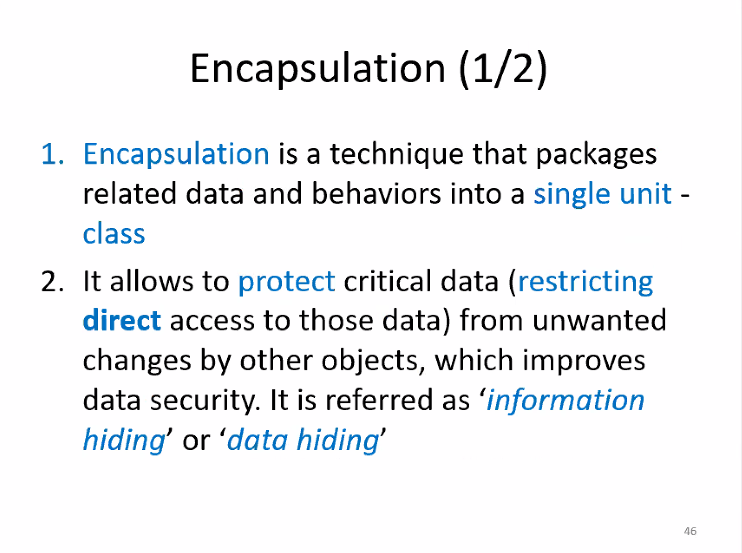 Encapsulation (1/2)
1. Encapsulation is a technique that packages
related data and behaviors into a single unit -
class
2. It allows to protect critical data (restricting
direct access to those data) from unwanted
changes by other objects, which improves
data security. It is referred as ‘information
hiding’ or ‘data hiding’
46